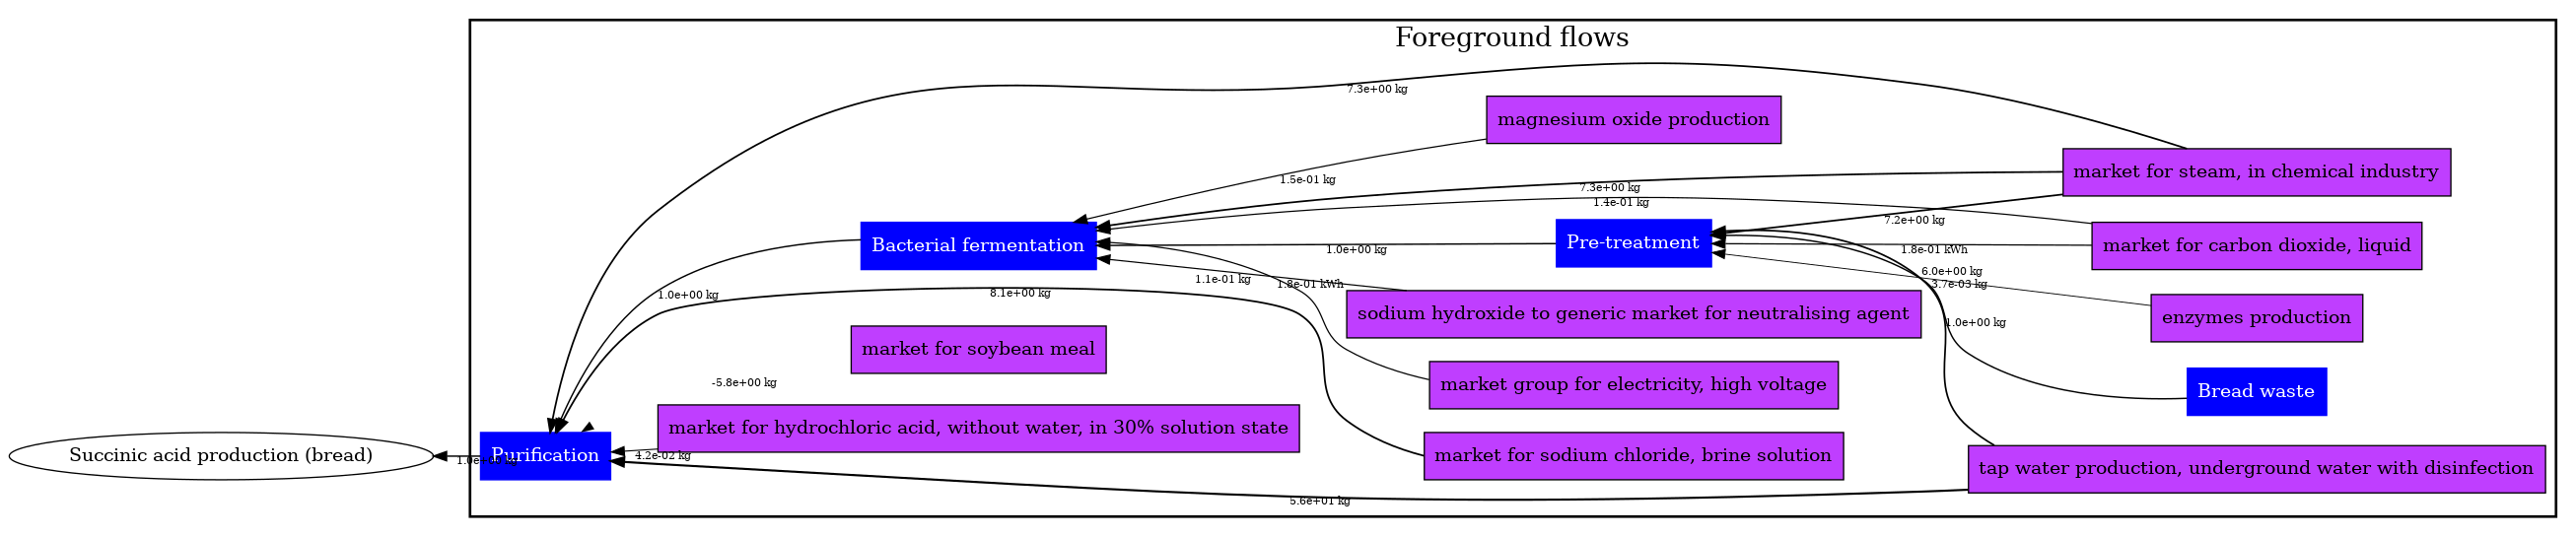 Foreground flows
7.3e+00 kg
magnesium oxide production
market for steam, in chemical industry
1.5e-01 kg
7.3e+00 kg
1.4e-01 kg
7.2e+00 kg
Bacterial fermentation
Pre-treatment
market for carbon dioxide, liquid
1.0e+00 kg
1.8e-01 kWh
6.0e+00 kg
1.1e-01 kg
1.8e-01 kWh
3.7e-03 kg
1.0e+00 kg
8.1e+00 kg
sodium hydroxide to generic market for neutralising agent
enzymes production
1.0e+00 kg
market for soybean meal
-5.8e+00 kg
market group for electricity, high voltage
Bread waste
market for hydrochloric acid, without water, in 30% solution state
Succinic acid production (bread)
1.0e+00 kg
Purification
4.2e-02 kg
market for sodium chloride, brine solution
tap water production, underground water with disinfection
5.6e+01 kg